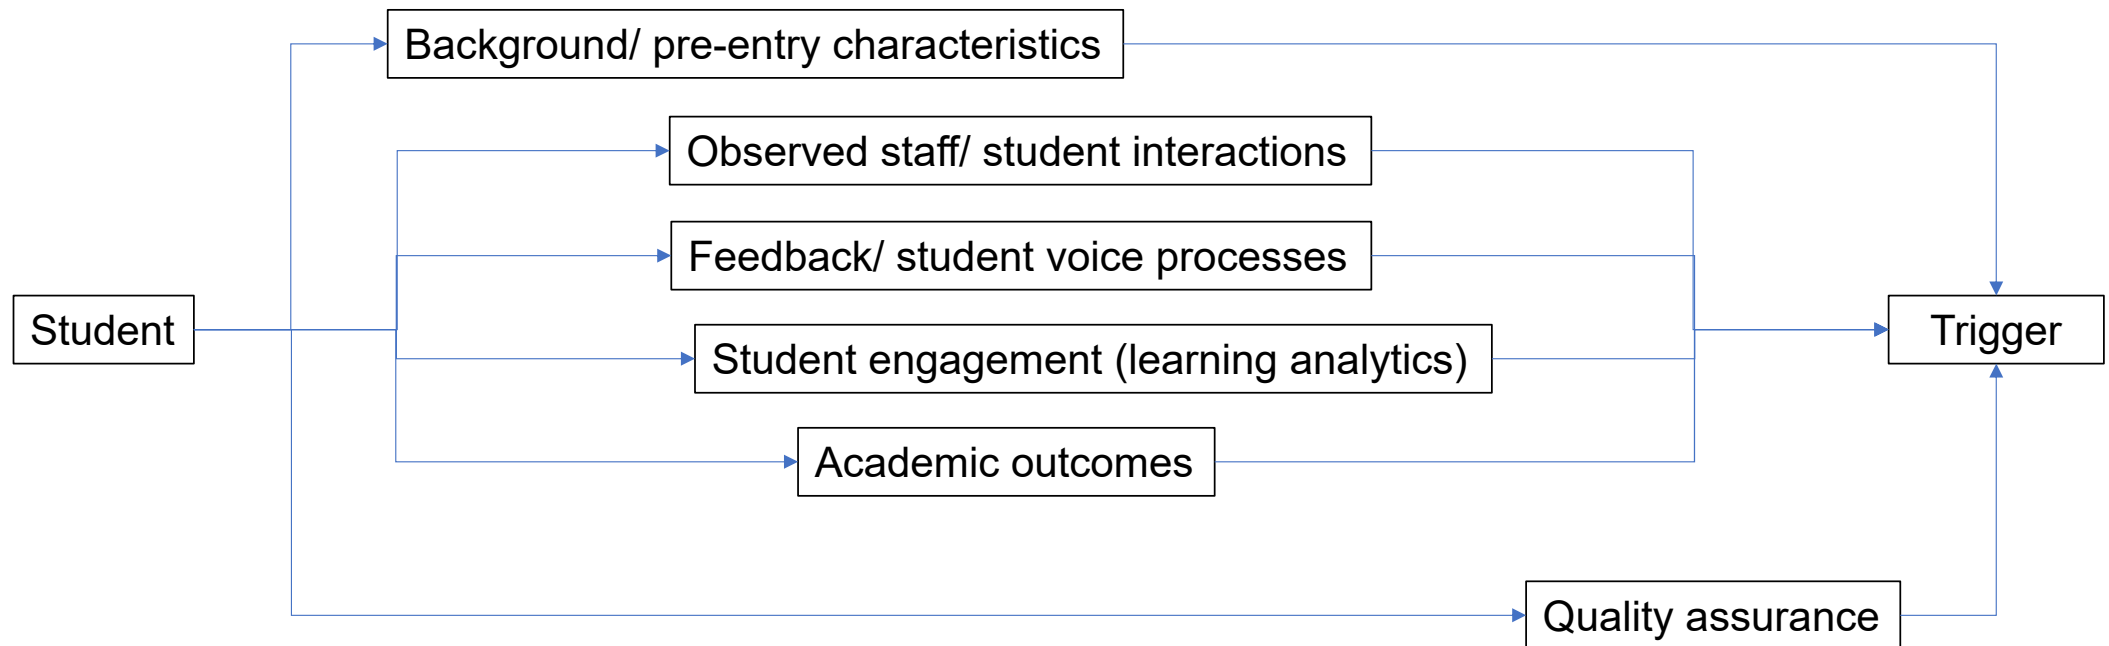 Background/ pre-entry characteristics
Observed staff/ student interactions
Feedback/ student voice processes
Student
Trigger
Student engagement (learning analytics)
Academic outcomes
Quality assurance